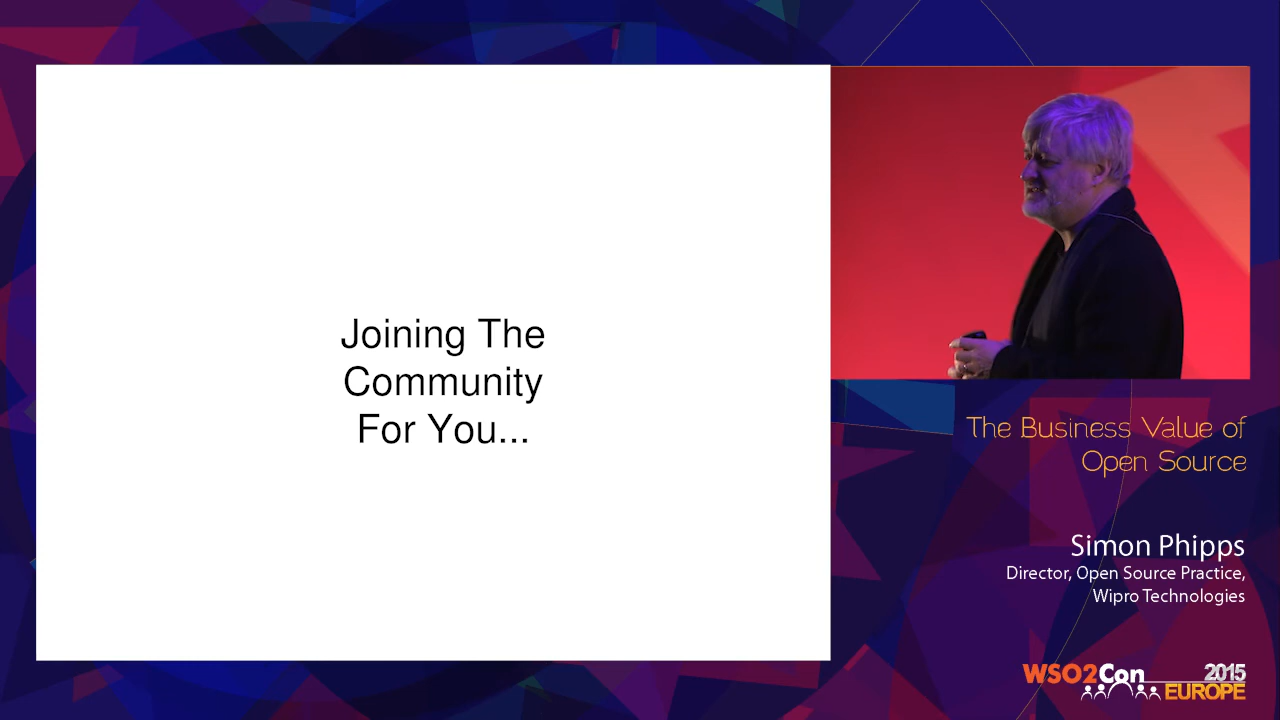 Joining The
Community
For You...
The Business Value of
Open Source
Simon Phipps
Director, Open Source Practice,
Wipro Technologies
WSO2Con 2015
EUROPE